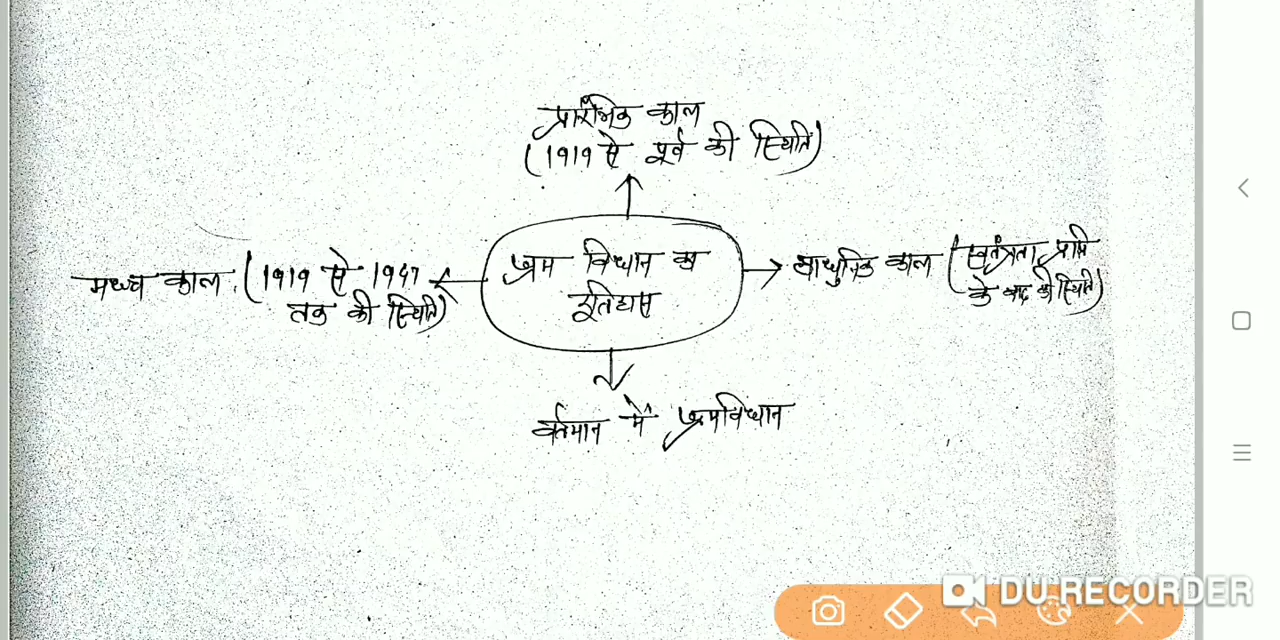 प्रारंभिक काल
(1919 से पूर्व की स्थिति)
श्रम विधान का
इतिहास
मध्य काल (1919 से 1947
तक की स्थिति)
आधुनिक काल (स्वतंत्रता प्राप्ति
के बाद की स्थिति)
वर्तमान में श्रमविधान
DU RECORDER